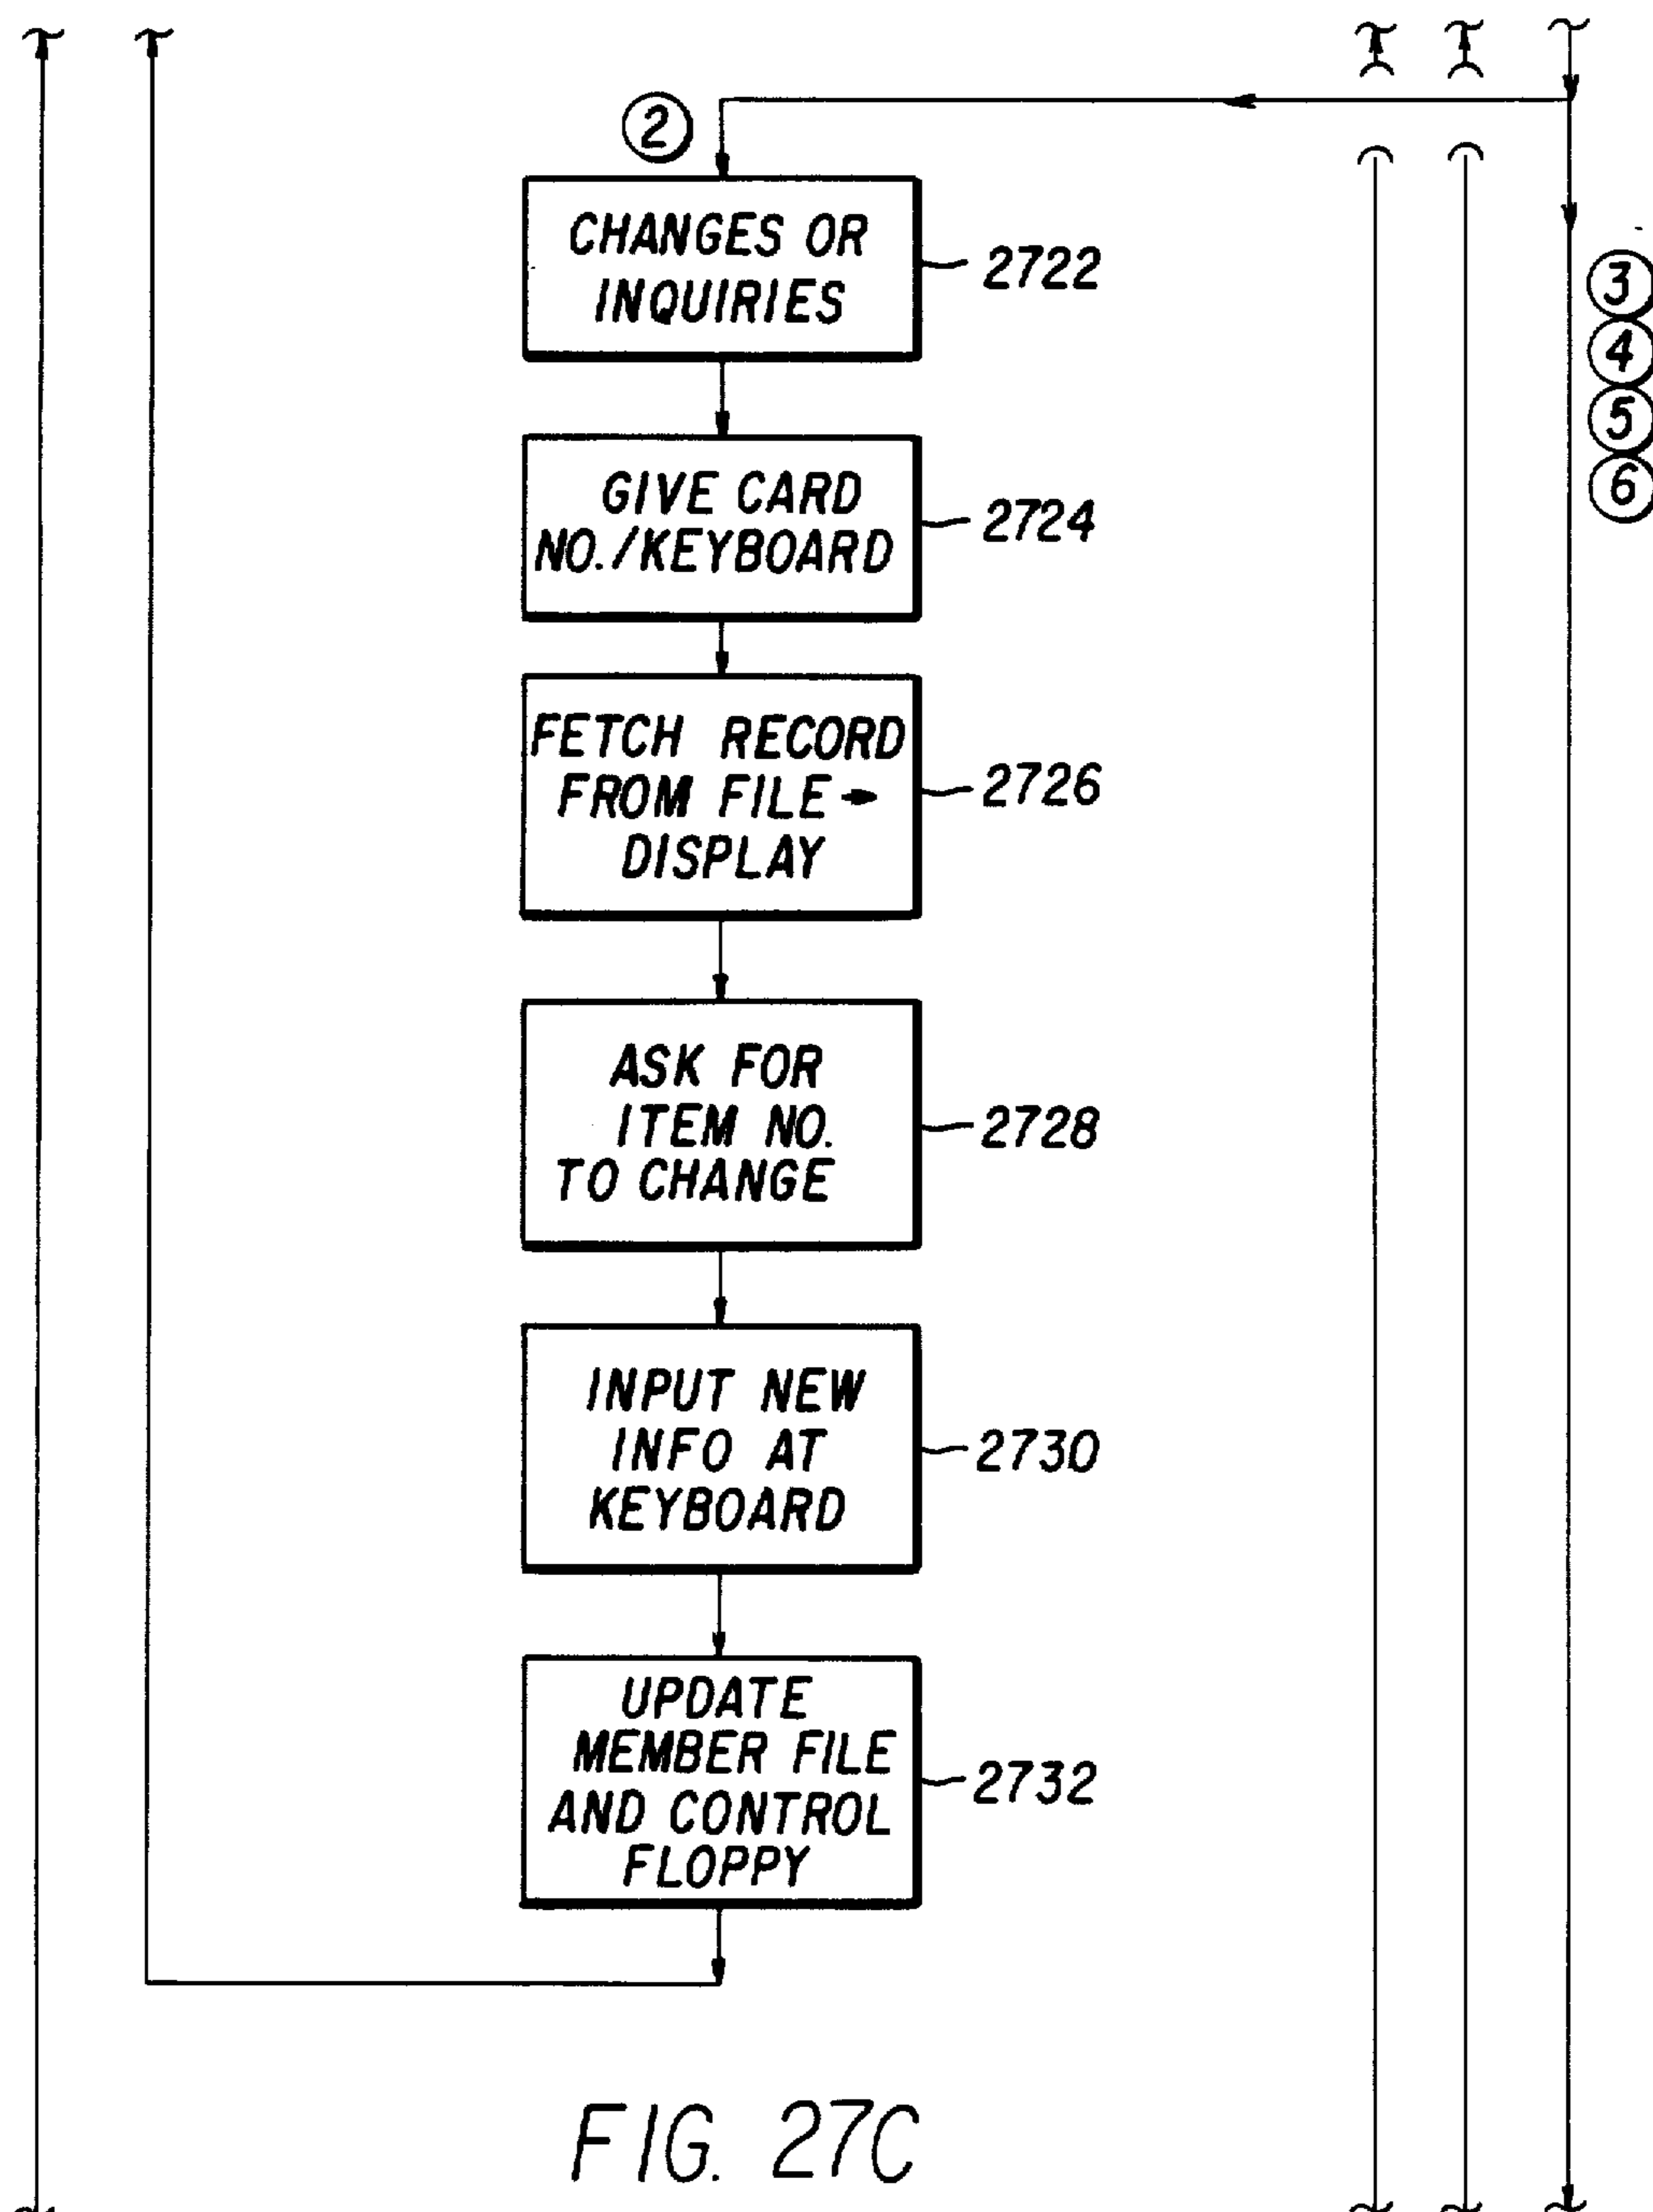 2
CHANGES OR
INQUIRIES
2722
3
4
5
6
GIVE CARD
NO./KEYBOARD
2724
FETCH RECORD
FROM FILE →
DISPLAY
2726
ASK FOR
ITEM NO.
TO CHANGE
2728
INPUT NEW
INFO AT
KEYBOARD
2730
UPDATE
MEMBER FILE
AND CONTROL
FLOPPY
2732
FIG. 27C